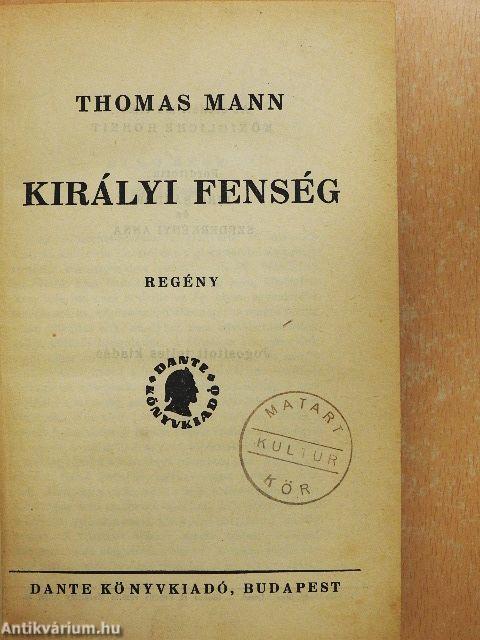 THOMAS MANN
KIRÁLYI FENSÉG
REGÉNY
DANTE
KÖNYVKIADÓ
MATART
KULTUR
KÖR
DANTE KÖNYVKIADÓ, BUDAPEST
Antikvárium.hu